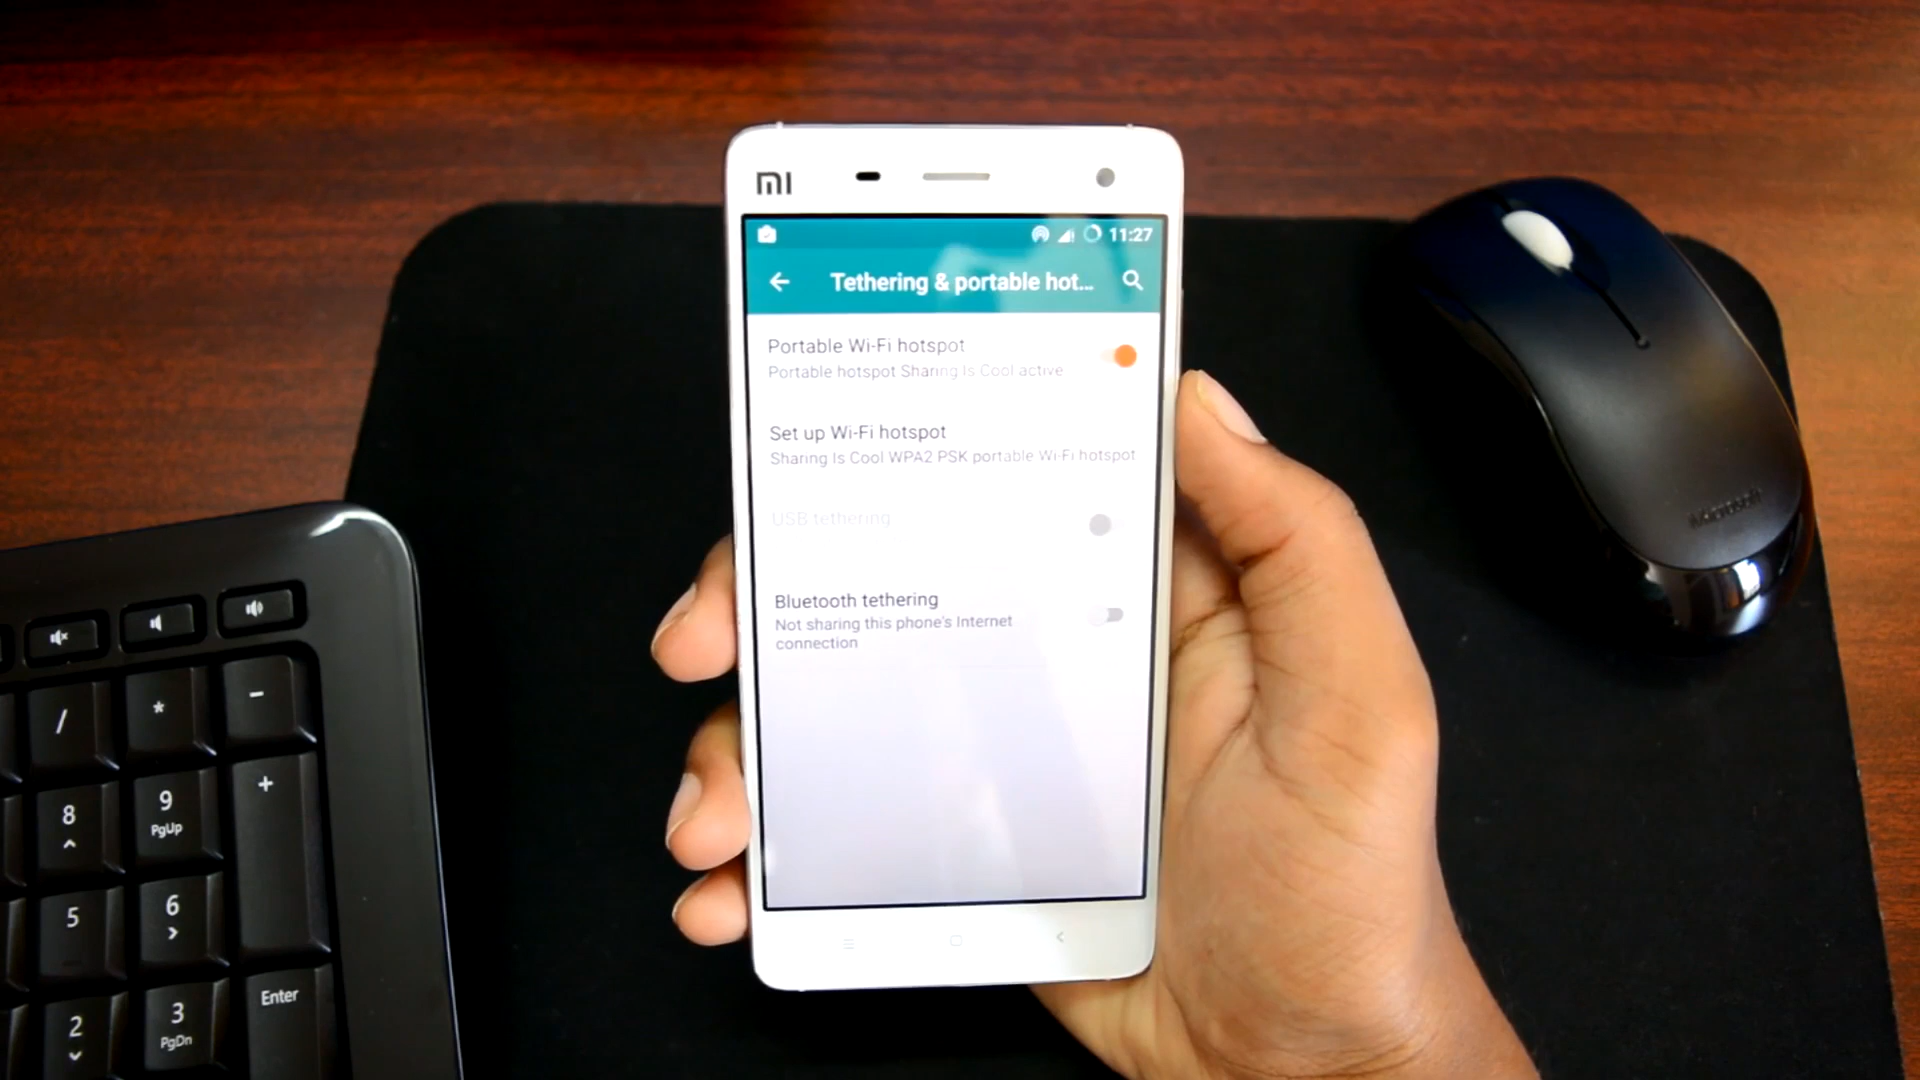 MI
11:27
Tethering & portable hot...
Portable Wi-Fi hotspot
Portable hotspot Sharing Is Cool active
Set up Wi-Fi hotspot
Sharing Is Cool WPA2 PSK portable Wi-Fi hotspot
USB tethering
Bluetooth tethering
Not sharing this phone's Internet
connection
Microsoft
/
*
-
8
9
PgUp
+
5
6
2
3
PgDn
Enter